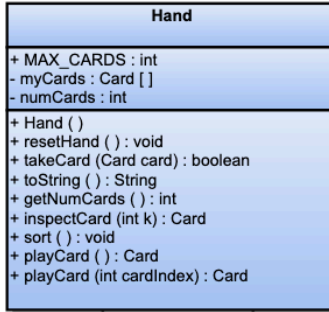 Hand
+ MAX_CARDS : int
- myCards : Card [ ]
- numCards : int
+ Hand ( )
+ resetHand ( ) : void
+ takeCard (Card card) : boolean
+ toString ( ) : String
+ getNumCards ( ) : int
+ inspectCard (int k) : Card
+ sort ( ) : void
+ playCard ( ) : Card
+ playCard (int cardIndex) : Card